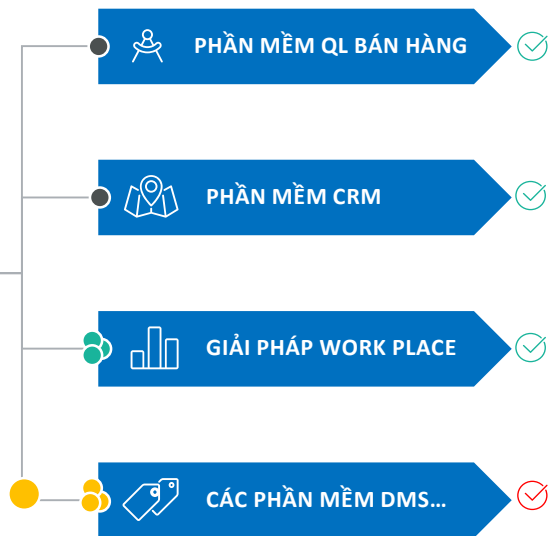 PHẦN MỀM QL BÁN HÀNG
PHẦN MỀM CRM
GIẢI PHÁP WORK PLACE
CÁC PHẦN MỀM DMS...